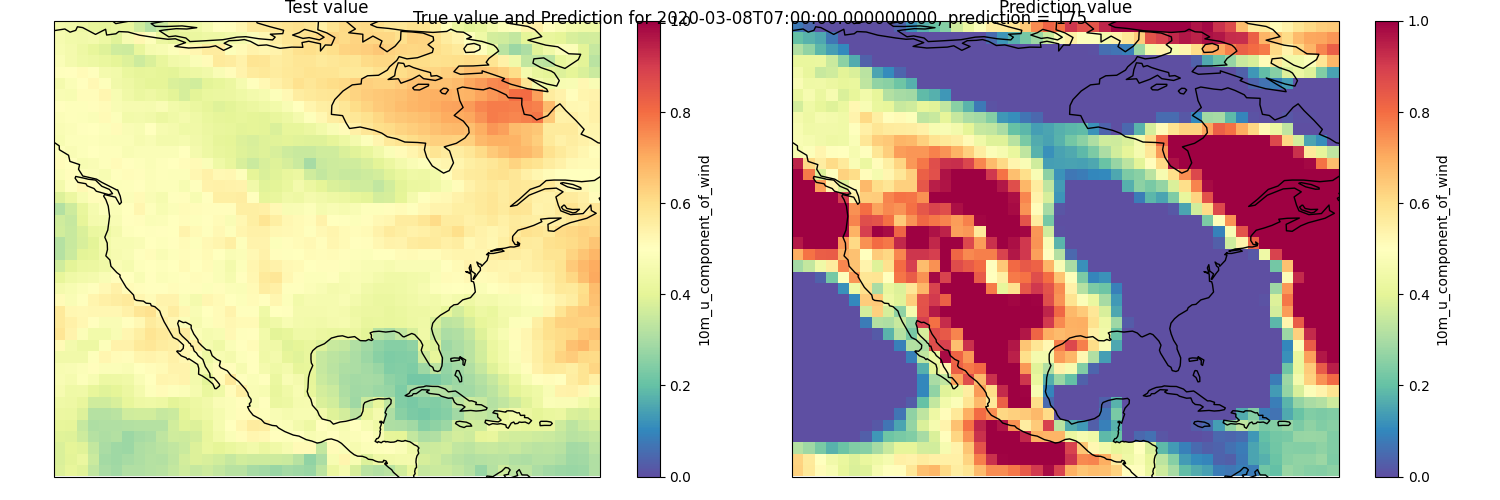 Test value
True value and Prediction for 2020-03-08T07:00:00.000000000, prediction = 175
Prediction value
1.0
0.8
0.6
0.4
0.2
0.0
10m_u_component_of_wind
1.0
0.8
0.6
0.4
0.2
0.0
10m_u_component_of_wind